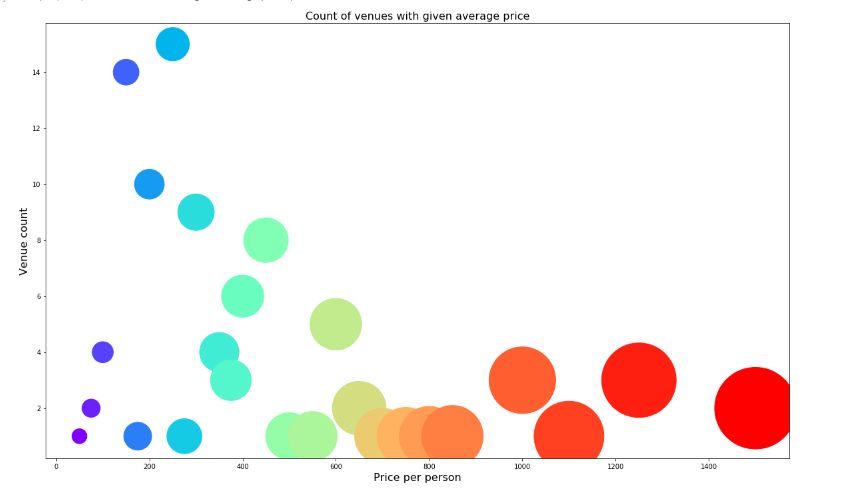 Count of venues with given average price
Venue count
14
12
10
8
6
4
2
0 200 400 600 800 1000 1200 1400
Price per person